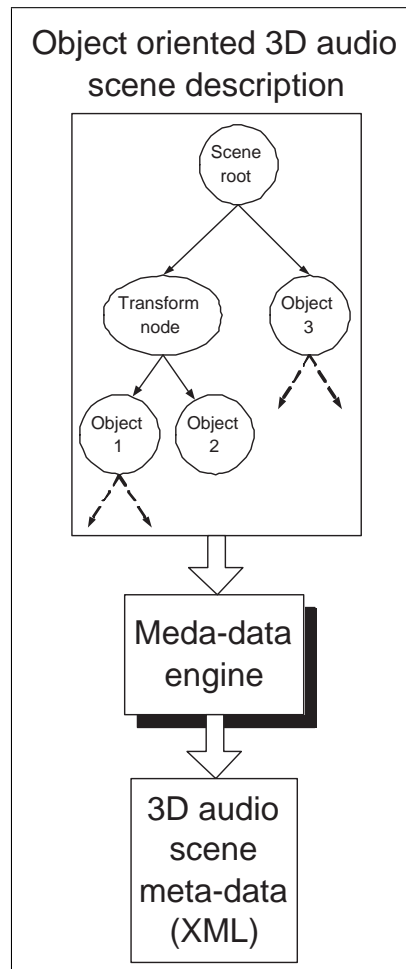 Object oriented 3D audio
scene description
Scene
root
Transform
node
Object
3
Object
1
Object
2
Meda-data
engine
3D audio
scene
meta-data
(XML)